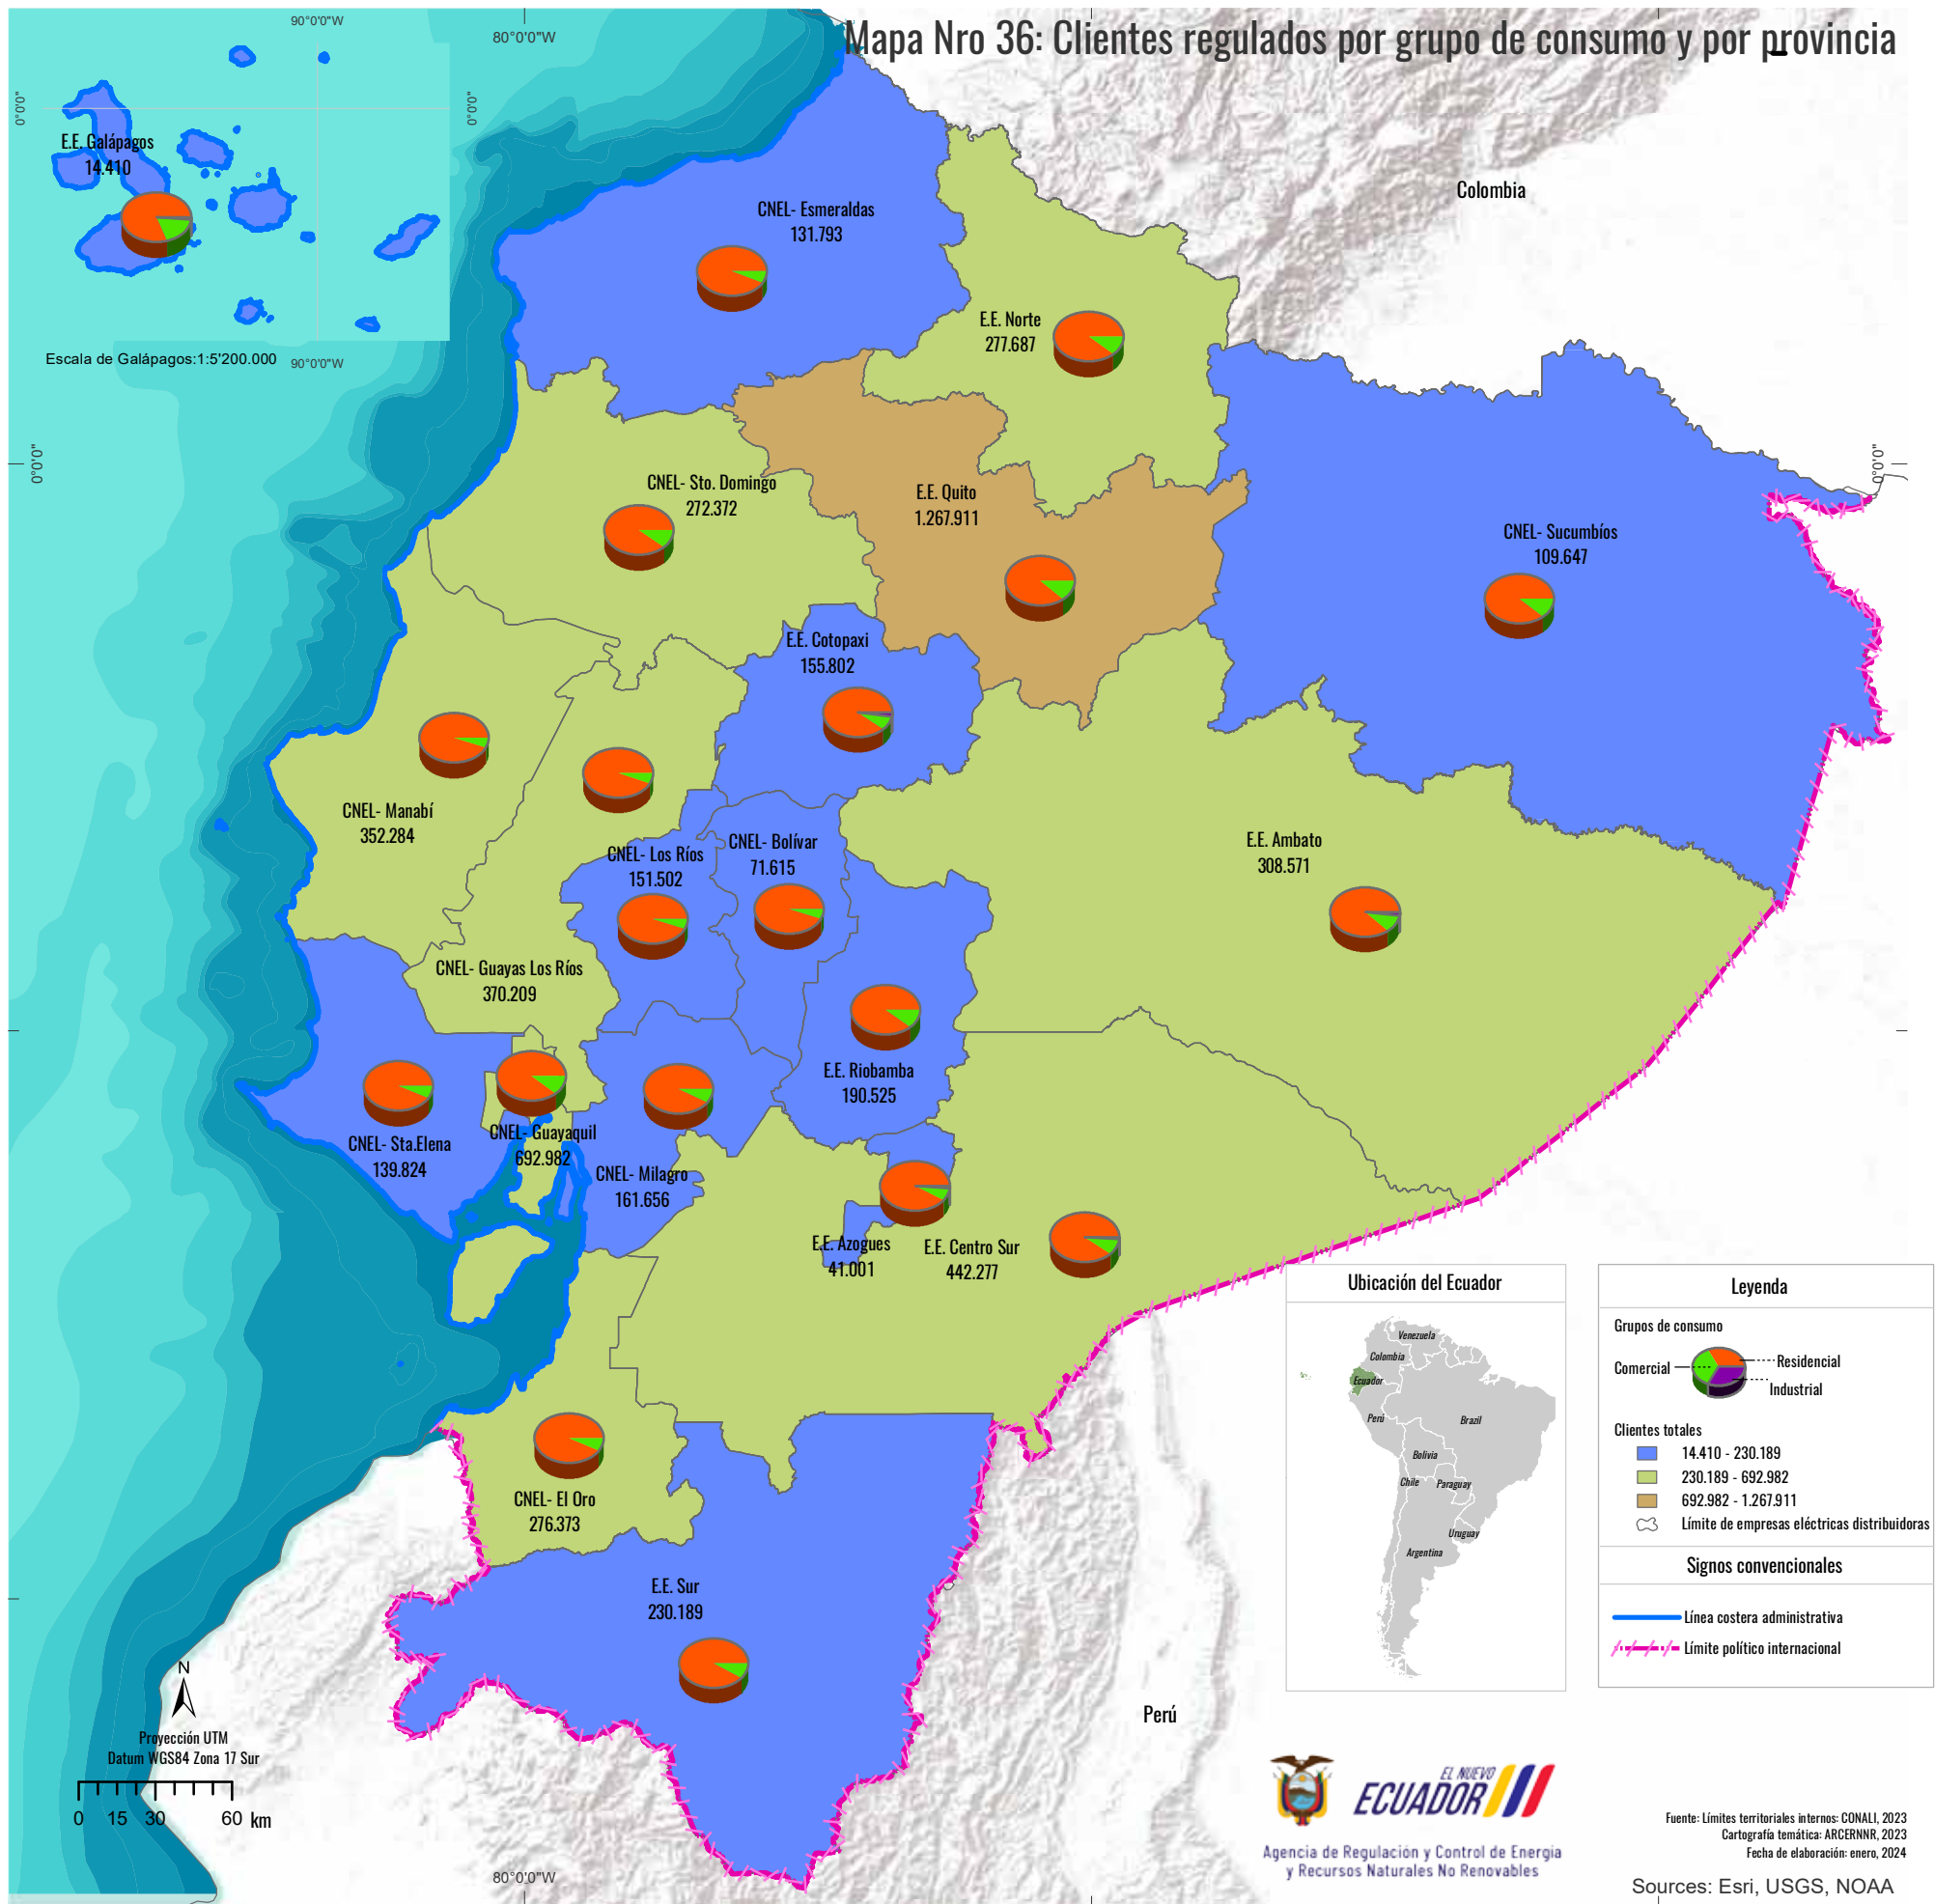 Mapa Nro 36: Clientes regulados por grupo de consumo y por provincia
90°0'0"W
80°0'0"W
0°0'0"
0°0'0"
E.E. Galápagos
14.410
Escala de Galápagos:1:5'200.000
90°0'0"W
Colombia
CNEL- Esmeraldas
131.793
E.E. Norte
277.687
0°0'0"
0°0'0"
CNEL- Sto. Domingo
272.372
E.E. Quito
1.267.911
CNEL- Sucumbíos
109.647
E.E. Cotopaxi
155.802
CNEL- Manabí
352.284
CNEL- Los Ríos
151.502
CNEL- Bolívar
71.615
E.E. Ambato
308.571
CNEL- Guayas Los Ríos
370.209
E.E. Riobamba
190.525
CNEL- Sta.Elena
139.824
CNEL- Guayaquil
692.982
CNEL- Milagro
161.656
E.E. Azogues
41.001
E.E. Centro Sur
442.277
CNEL- El Oro
276.373
E.E. Sur
230.189
Perú
Ubicación del Ecuador
Venezuela
Colombia
Ecuador
Perú
Brazil
Bolivia
Chile
Paraguay
Uruguay
Argentina
Leyenda
Grupos de consumo
Comercial
Residencial
Industrial
Clientes totales
14.410 - 230.189
230.189 - 692.982
692.982 - 1.267.911
Límite de empresas eléctricas distribuidoras
Signos convencionales
Línea costera administrativa
Límite político internacional
N
Proyección UTM
Datum WGS84 Zona 17 Sur
0 15 30 60 km
80°0'0"W
EL NUEVO
ECUADOR
Agencia de Regulación y Control de Energía
y Recursos Naturales No Renovables
Fuente: Límites territoriales internos: CONALI, 2023
Cartografía temática: ARCERNNR, 2023
Fecha de elaboración: enero, 2024
Sources: Esri, USGS, NOAA